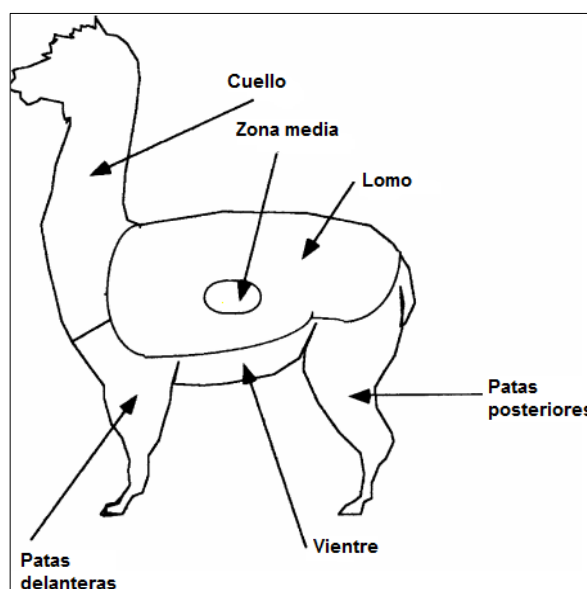 Cuello
Zona media
Lomo
Patas
posteriores
Vientre
Patas
delanteras